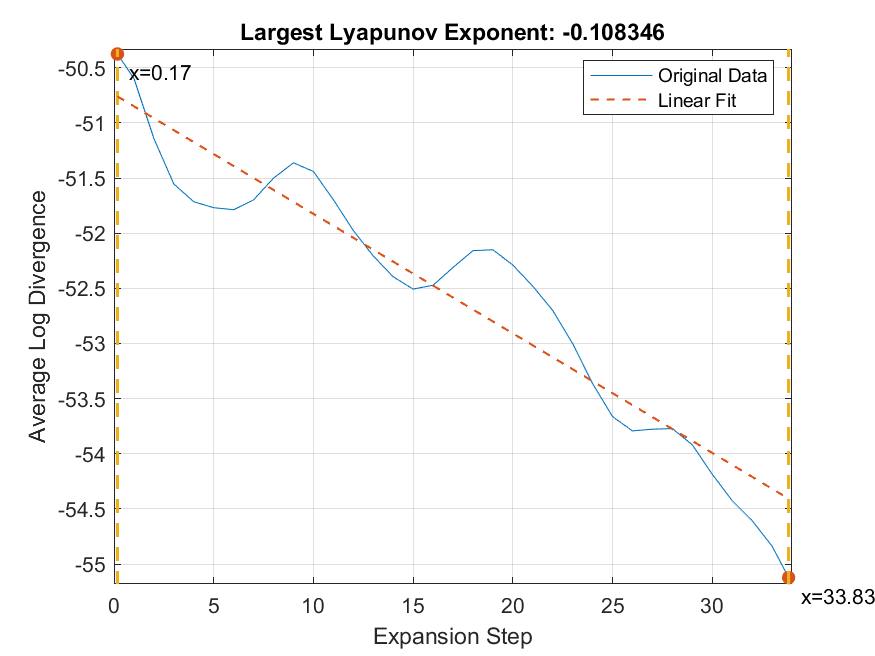 Largest Lyapunov Exponent: -0.108346
Original Data
Linear Fit
x=0.17
x=33.83
Average Log Divergence
-50.5
-51
-51.5
-52
-52.5
-53
-53.5
-54
-54.5
-55
0 5 10 15 20 25 30
Expansion Step